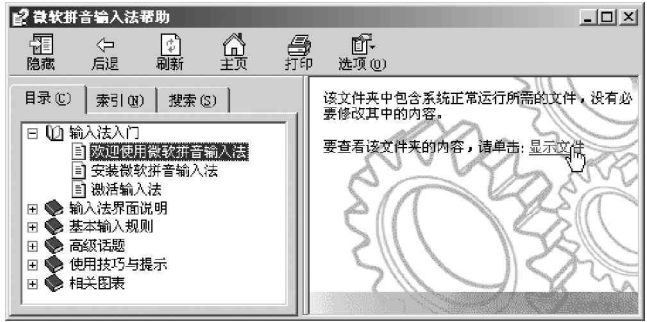 微软拼音输入法帮助
隐藏 后退 刷新 主页 打印 选项(O)
目录(C) 索引(N) 搜索(S)
输入法入门
欢迎使用微软拼音输入法
安装微软拼音输入法
激活输入法
输入法界面说明
基本输入规则
高级话题
使用技巧与提示
相关图表
该文件夹中包含系统正常运行所需的文件，没有必
要修改其中的内容。
要查看该文件夹的内容，请单击: 显示文件